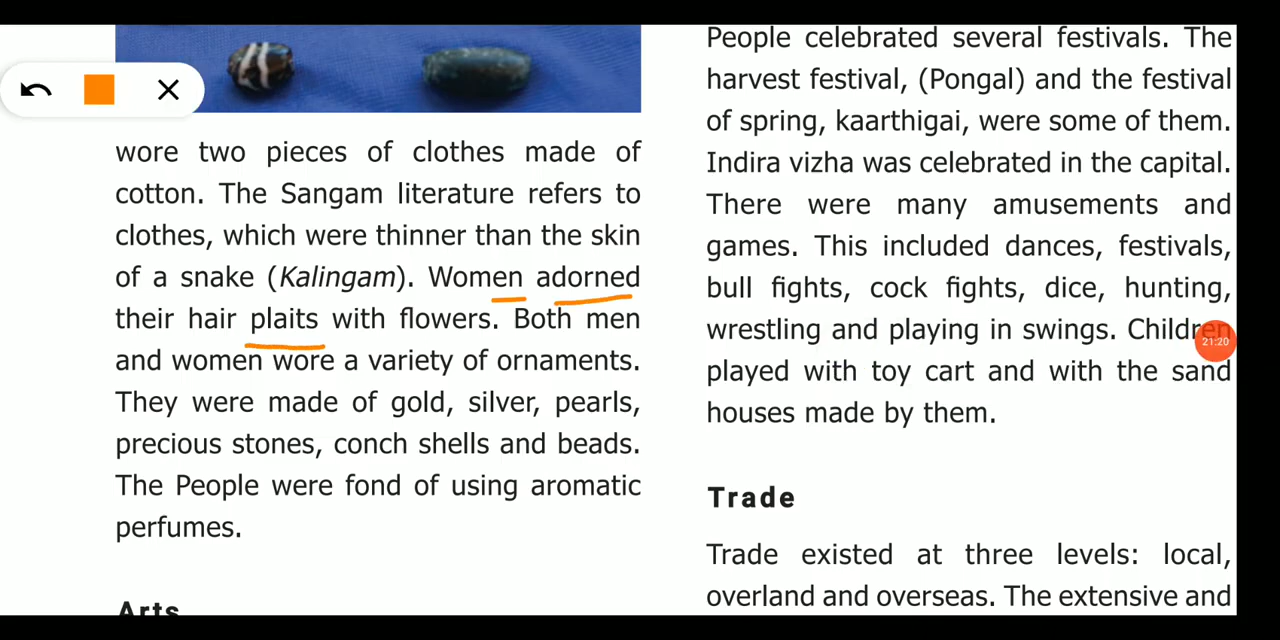 wore two pieces of clothes made of
cotton. The Sangam literature refers to
clothes, which were thinner than the skin
of a snake (Kalingam). Women adorned
their hair plaits with flowers. Both men
and women wore a variety of ornaments.
They were made of gold, silver, pearls,
precious stones, conch shells and beads.
The People were fond of using aromatic
perfumes.
Arts
People celebrated several festivals. The
harvest festival, (Pongal) and the festival
of spring, kaarthigai, were some of them.
Indira vizha was celebrated in the capital.
There were many amusements and
games. This included dances, festivals,
bull fights, cock fights, dice, hunting,
wrestling and playing in swings. Children
played with toy cart and with the sand
houses made by them.
Trade
Trade existed at three levels: local,
overland and overseas. The extensive and
21:20